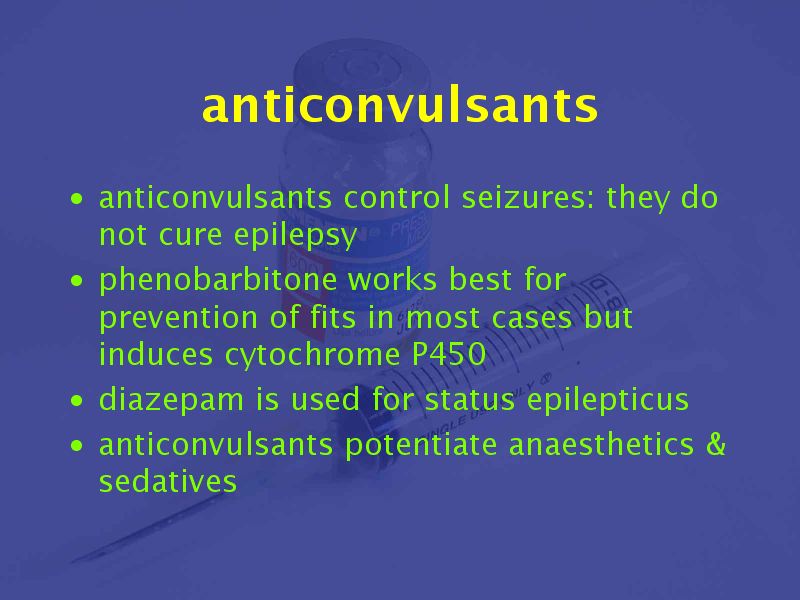 anticonvulsants
• anticonvulsants control seizures: they do
not cure epilepsy
• phenobarbitone works best for
prevention of fits in most cases but
induces cytochrome P450
• diazepam is used for status epilepticus
• anticonvulsants potentiate anaesthetics &
sedatives